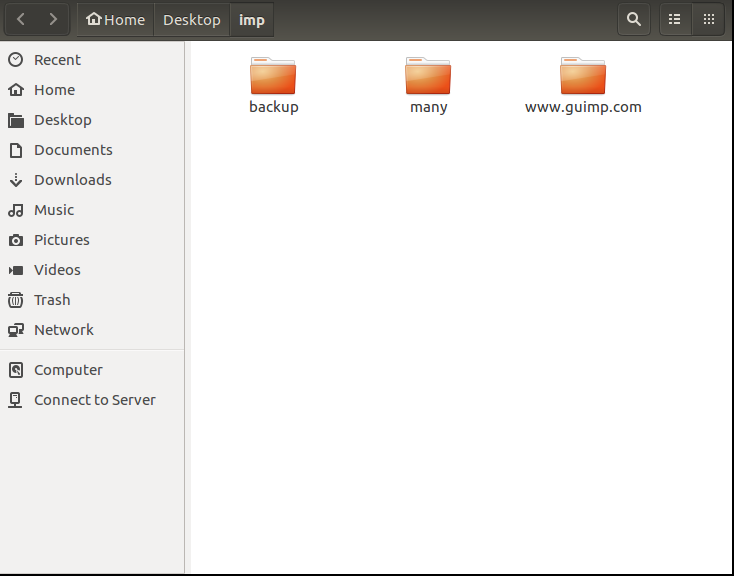 Home Desktop imp
Recent
Home
Desktop
Documents
Downloads
Music
Pictures
Videos
Trash
Network
Computer
Connect to Server
backup many www.guimp.com